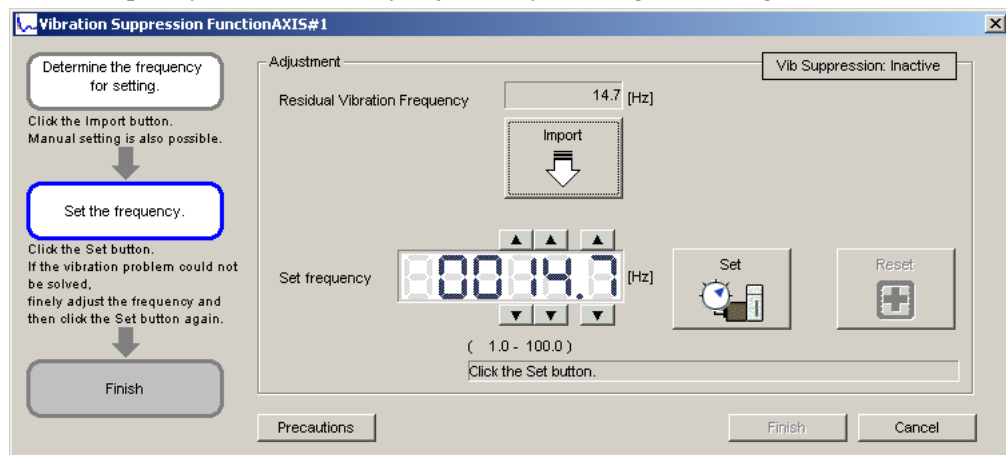 Vibration Suppression FunctionAXIS#1
Determine the frequency
for setting.
Click the Import button.
Manual setting is also possible.
Set the frequency.
Click the Set button.
If the vibration problem could not
be solved,
finely adjust the frequency and
then click the Set button again.
Finish
Adjustment
Vib Suppression: Inactive
Residual Vibration Frequency 14.7 [Hz]
Import
Set frequency 0014.7 [Hz]
Set
Reset
( 1.0 - 100.0 )
Click the Set button.
Precautions
Finish
Cancel